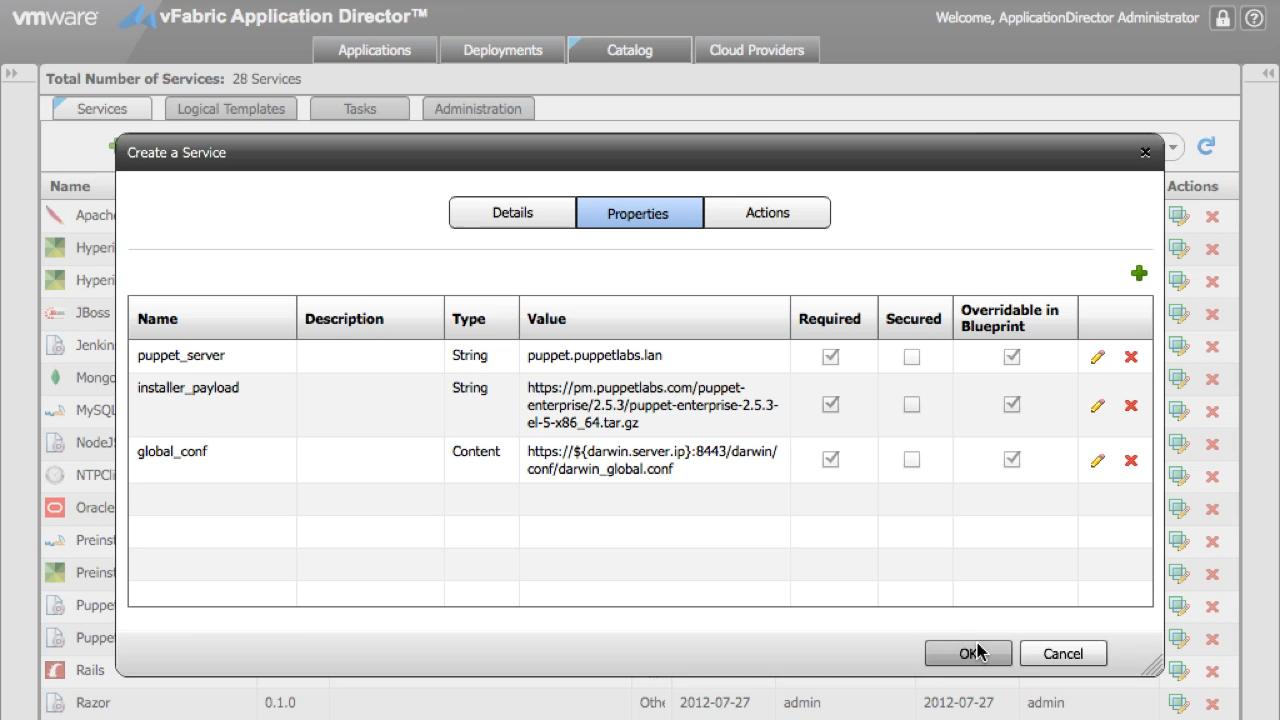 vmware vFabric Application Director™
Welcome, ApplicationDirector Administrator
Applications Deployments Catalog Cloud Providers
Total Number of Services: 28 Services
Services Logical Templates Tasks Administration
Create a Service
Details Properties Actions
Name Actions
Apache
Hyperi
Hyperi
JBoss
Jenkin
Mongo
MySQL
NodeJS
NTPCli
Oracle
Preinst
Preinst
Puppe
Puppe
Rails
Name Description Type Value Required Secured Overridable in
Blueprint
puppet_server String puppet.puppetlabs.lan
installer_payload String https://pm.puppetlabs.com/puppet-
enterprise/2.5.3/puppet-enterprise-2.5.3-
el-5-x86_64.tar.gz
global_conf Content https://${darwin.server.ip}:8443/darwin/
conf/darwin_global.conf
OK Cancel
Razor 0.1.0 Othe 2012-07-27 admin 2012-07-27 admin